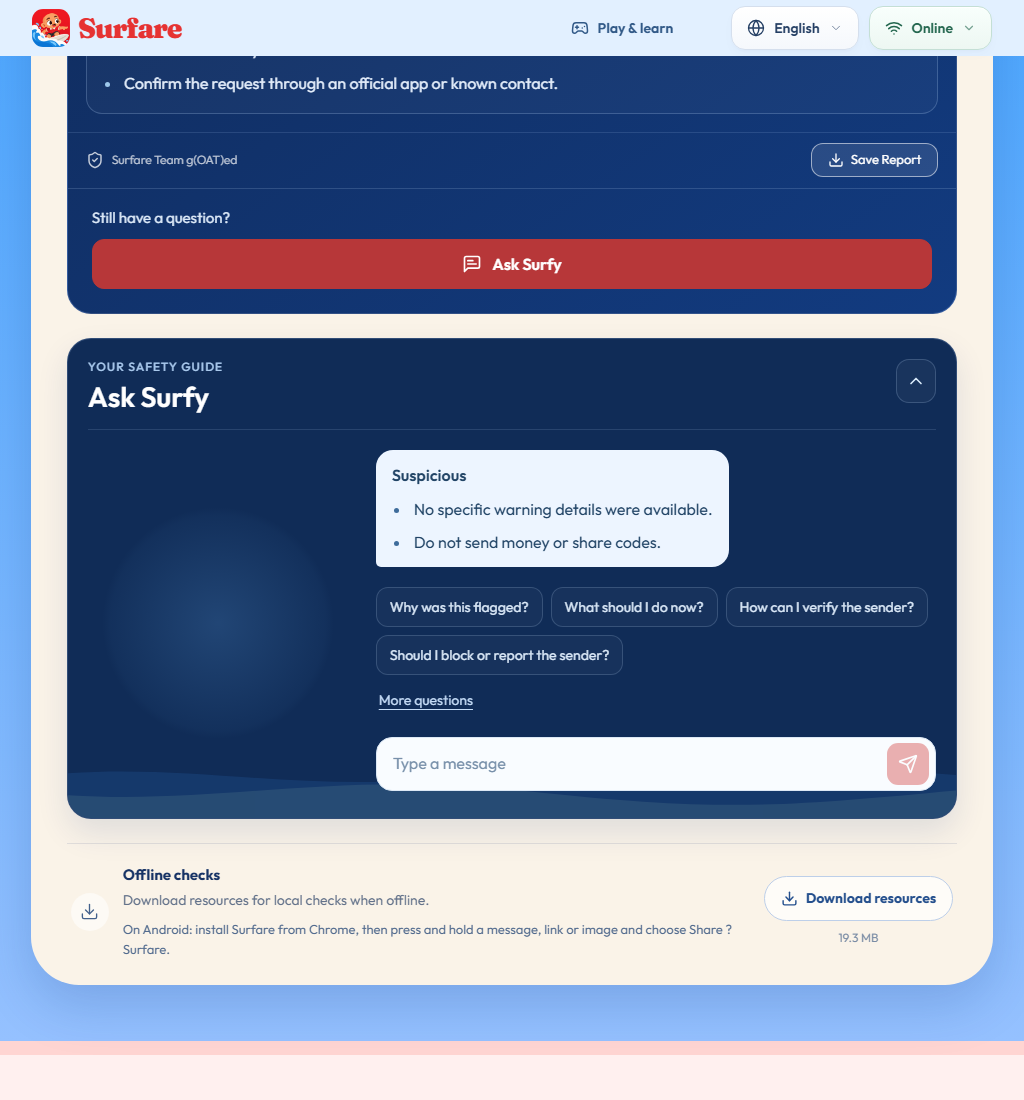 Surfare
Play & learn
English
Online
Confirm the request through an official app or known contact.
Surfare Team g(OAT)ed
Save Report
Still have a question?
Ask Surfy
YOUR SAFETY GUIDE
Ask Surfy
Suspicious
No specific warning details were available.
Do not send money or share codes.
Why was this flagged?
What should I do now?
How can I verify the sender?
Should I block or report the sender?
More questions
Type a message
Offline checks
Download resources for local checks when offline.
On Android: install Surfare from Chrome, then press and hold a message, link or image and choose Share ?
Surfare.
Download resources
19.3 MB